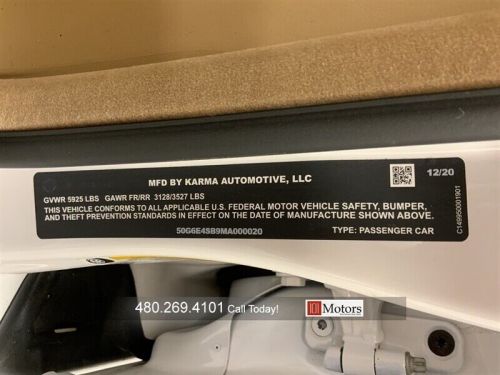 MFD BY KARMA AUTOMOTIVE, LLC
12/20
GVWR 5925 LBS GAWR FR/RR 3128/3527 LBS
THIS VEHICLE CONFORMS TO ALL APPLICABLE U.S. FEDERAL MOTOR VEHICLE SAFETY, BUMPER,
AND THEFT PREVENTION STANDARDS IN EFFECT ON THE DATE OF MANUFACTURE SHOWN ABOVE.
50G6E4SB9MA000020
TYPE: PASSENGER CAR
C149950001901
480.269.4101 Call Today!
101 Motors